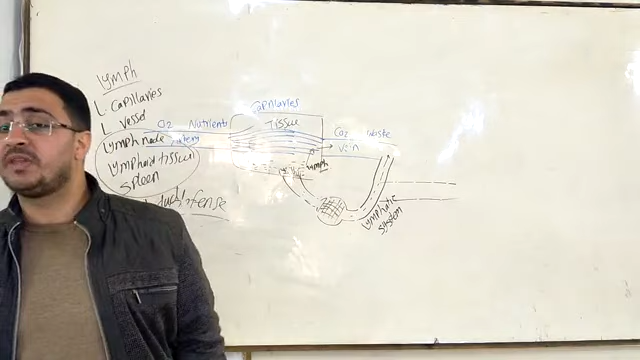 lymph
L. capillaries
L vessel
Lymph node
lymphoid tissue
spleen
O2 Nutrients
Capillaries
Tissue
Co2 waste
vein
lymph
lymphatic
system